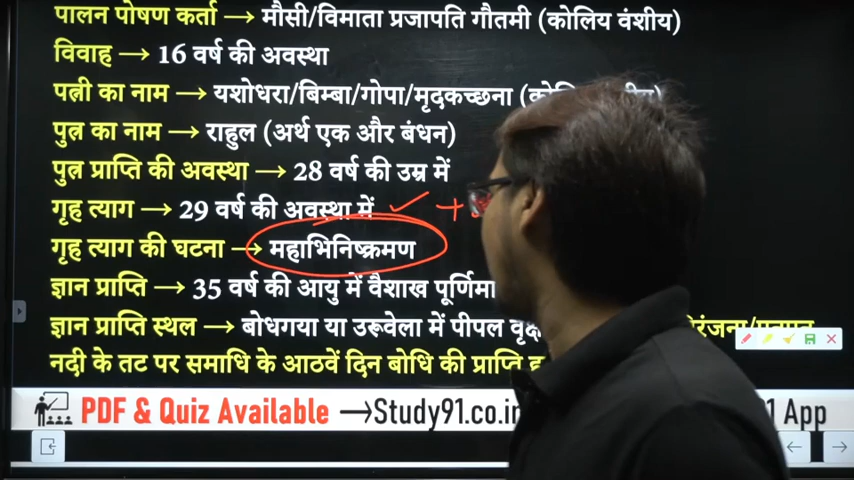 पालन पोषण कर्ता → मौसी/विमाता प्रजापति गौतमी (कोलिय वंशीय)
विवाह → 16 वर्ष की अवस्था
पत्नी का नाम → यशोधरा/बिम्बा/गोपा/मृदकच्छना
पुत्र का नाम → राहुल (अर्थ एक और बंधन)
पुत्र प्राप्ति की अवस्था → 28 वर्ष की उम्र में
गृह त्याग → 29 वर्ष की अवस्था में
गृह त्याग की घटना → महाभिनिष्क्रमण
ज्ञान प्राप्ति → 35 वर्ष की आयु में वैशाख पूर्णिमा
ज्ञान प्राप्ति स्थल → बोधगया या उरूवेला में पीपल
नदी के तट पर समाधि के आठवें दिन बोधि की प्राप्ति
PDF & Quiz Available →Study91.co.in App